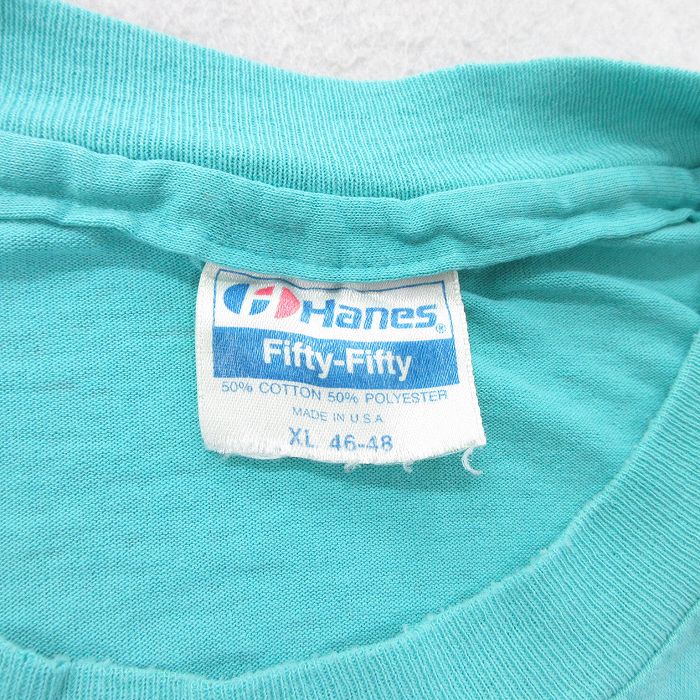 Hanes®
Fifty-Fifty
50% COTTON 50% POLYESTER
MADE IN U.S.A
XL 46-48